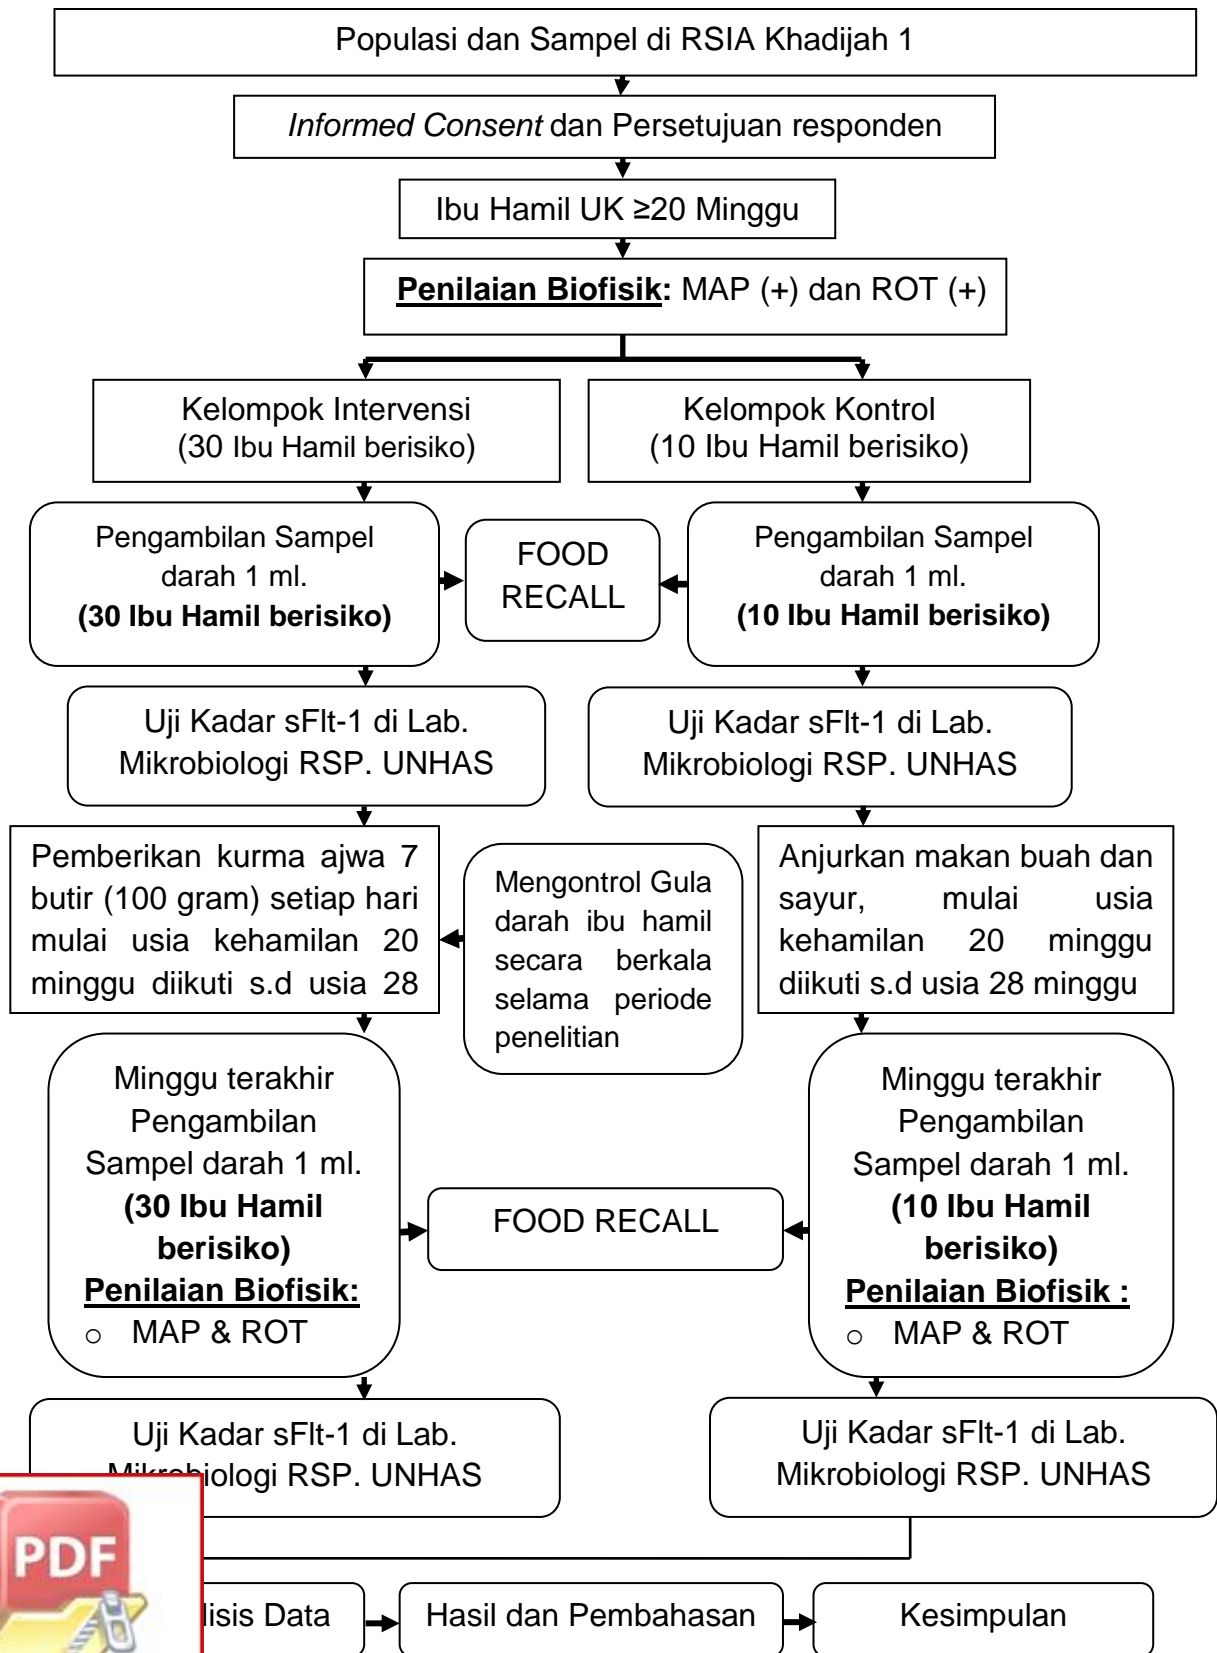 Populasi dan Sampel di RSIA Khadijah 1
Informed Consent dan Persetujuan responden
Ibu Hamil UK ≥20 Minggu
Penilaian Biofisik: MAP (+) dan ROT (+)
Kelompok Intervensi
(30 Ibu Hamil berisiko)
Kelompok Kontrol
(10 Ibu Hamil berisiko)
Pengambilan Sampel
darah 1 ml.
(30 Ibu Hamil berisiko)
FOOD
RECALL
Pengambilan Sampel
darah 1 ml.
(10 Ibu Hamil berisiko)
Uji Kadar sFlt-1 di Lab.
Mikrobiologi RSP. UNHAS
Uji Kadar sFlt-1 di Lab.
Mikrobiologi RSP. UNHAS
Pemberikan kurma ajwa 7
butir (100 gram) setiap hari
mulai usia kehamilan 20
minggu diikuti s.d usia 28
Mengontrol Gula
darah ibu hamil
secara berkala
selama periode
penelitian
Anjurkan makan buah dan
sayur, mulai usia
kehamilan 20 minggu
diikuti s.d usia 28 minggu
Minggu terakhir
Pengambilan
Sampel darah 1 ml.
(30 Ibu Hamil
berisiko)
Penilaian Biofisik:
○ MAP & ROT
FOOD RECALL
Minggu terakhir
Pengambilan
Sampel darah 1 ml.
(10 Ibu Hamil
berisiko)
Penilaian Biofisik :
○ MAP & ROT
Uji Kadar sFlt-1 di Lab.
Mikrobiologi RSP. UNHAS
Uji Kadar sFlt-1 di Lab.
Mikrobiologi RSP. UNHAS
PDF
lisis Data
Hasil dan Pembahasan
Kesimpulan